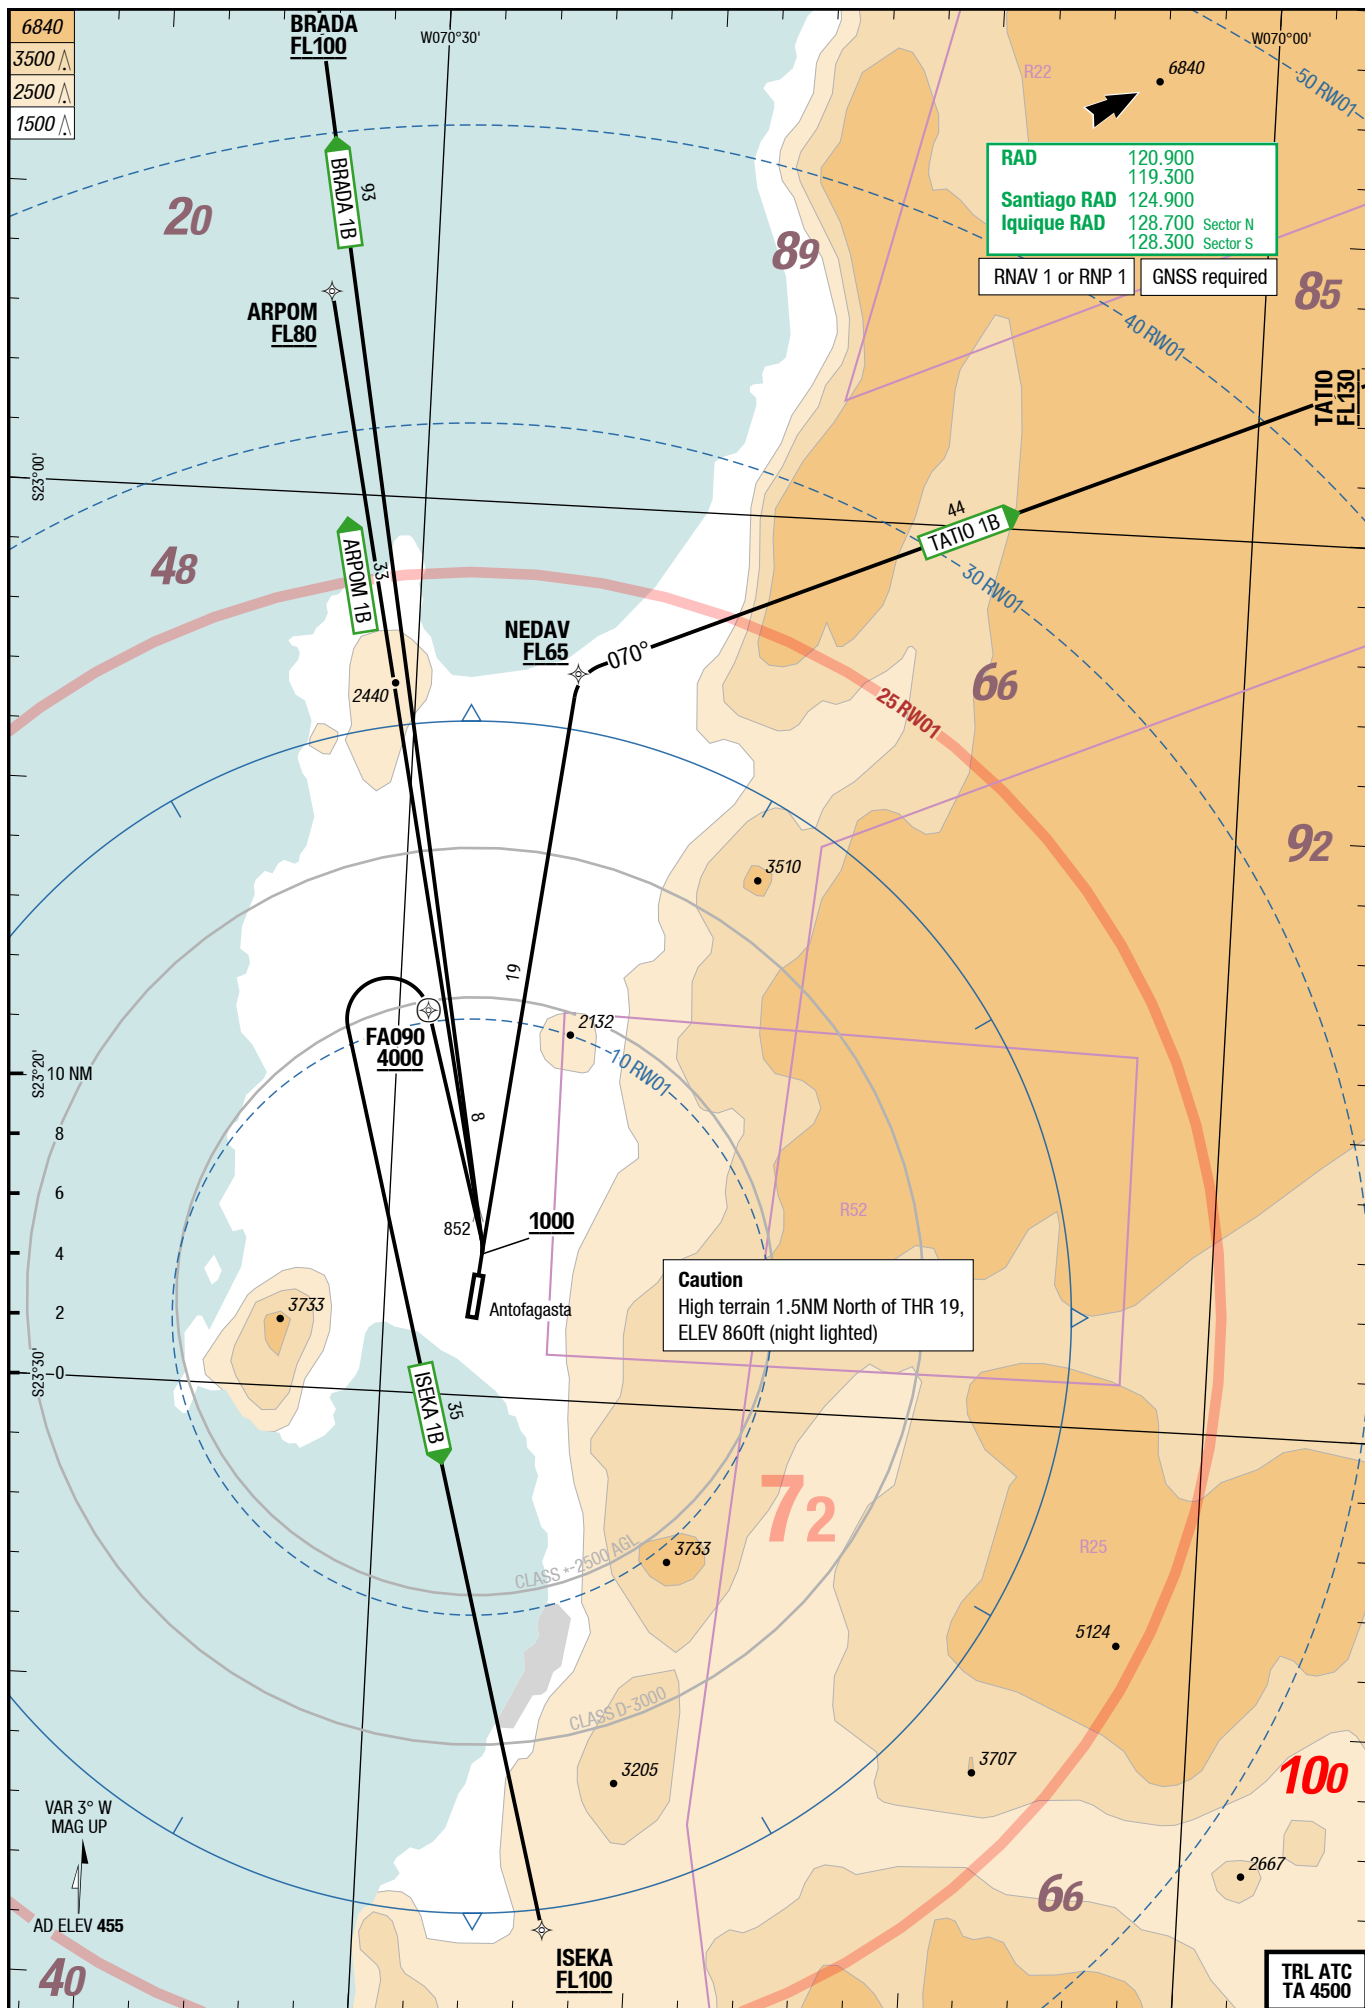 6840
3500
2500
1500
BRADA
FL100
W070°30'
W070°00'
R22
6840
50 RW01
RAD 120.900
119.300
Santiago RAD 124.900
Iquique RAD 128.700 Sector N
128.300 Sector S
RNAV 1 or RNP 1
GNSS required
BRADA 1B
93
20
89
85
ARPOM
FL80
40 RW01
TATIO
FL130
S23°00'
44
TATIO 1B
48
ARPOM 1B
33
30 RW01
NEDAV
FL65
070°
2440
66
25 RW01
92
3510
19
FA090
4000
2132
10 RW01
S23°20'
10 NM
8
8
6
852
1000
R52
4
Caution
High terrain 1.5NM North of THR 19,
ELEV 860ft (night lighted)
3733
2
Antofagasta
S23°30'
0
ISEKA 1B
35
72
3733
CLASS *-2500 AGL
R25
5124
CLASS D-3000
3205
3707
100
VAR 3° W
MAG UP
2667
66
AD ELEV 455
40
ISEKA
FL100
TRL ATC
TA 4500